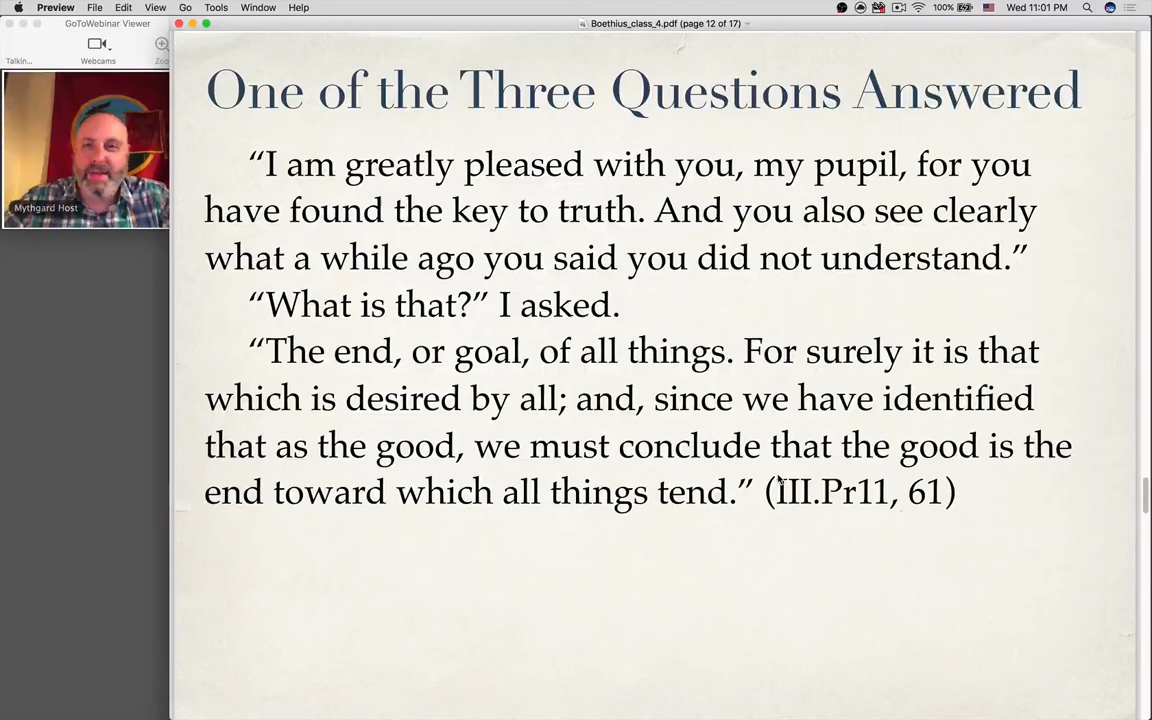 Preview File Edit View Go Tools Window Help
100% Wed 11:01 PM
GoToWebinar Viewer
Boethius_class_4.pdf (page 12 of 17)
Talkin... Webcams Zoo
Mythgard Host
One of the Three Questions Answered
“I am greatly pleased with you, my pupil, for you
have found the key to truth. And you also see clearly
what a while ago you said you did not understand.”
“What is that?” I asked.
“The end, or goal, of all things. For surely it is that
which is desired by all; and, since we have identified
that as the good, we must conclude that the good is the
end toward which all things tend.” (III.Pr11, 61)